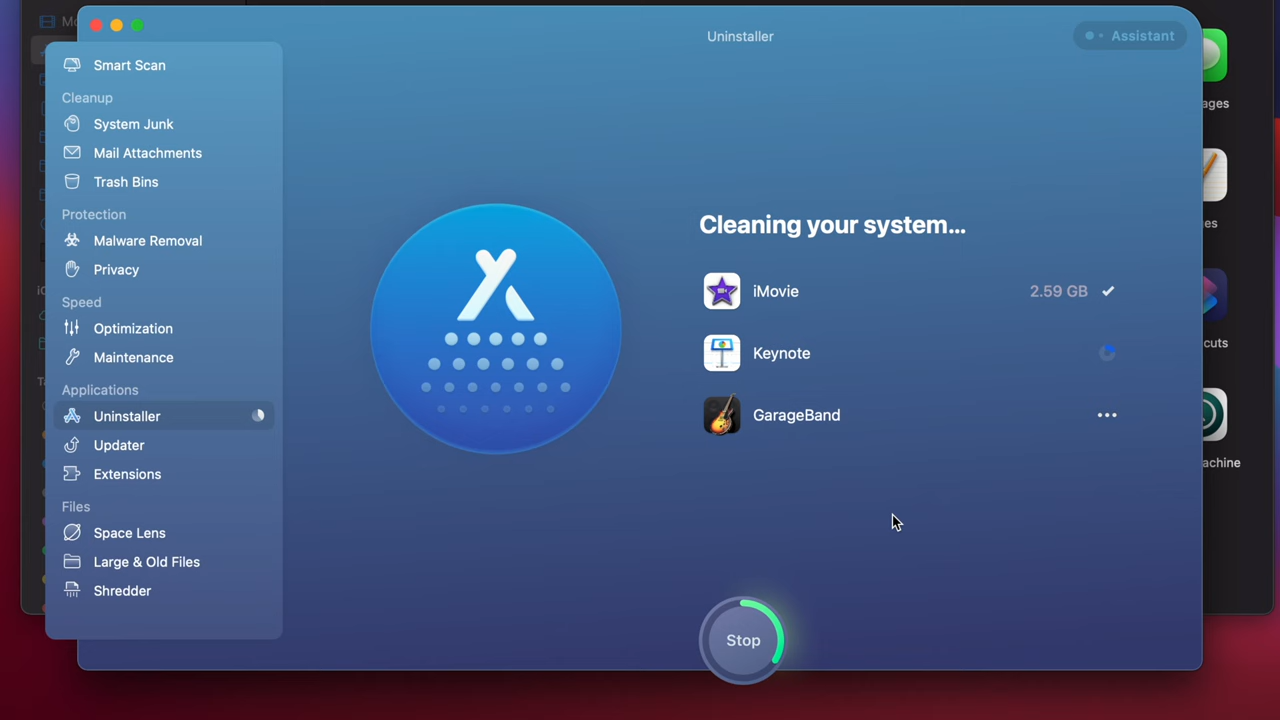 Uninstaller
Assistant
Smart Scan
Cleanup
System Junk
Mail Attachments
Trash Bins
Protection
Malware Removal
Privacy
Speed
Optimization
Maintenance
Applications
Uninstaller
Updater
Extensions
Files
Space Lens
Large & Old Files
Shredder
Cleaning your system...
iMovie 2.59 GB
Keynote
GarageBand
Stop
ages
es
cuts
achine